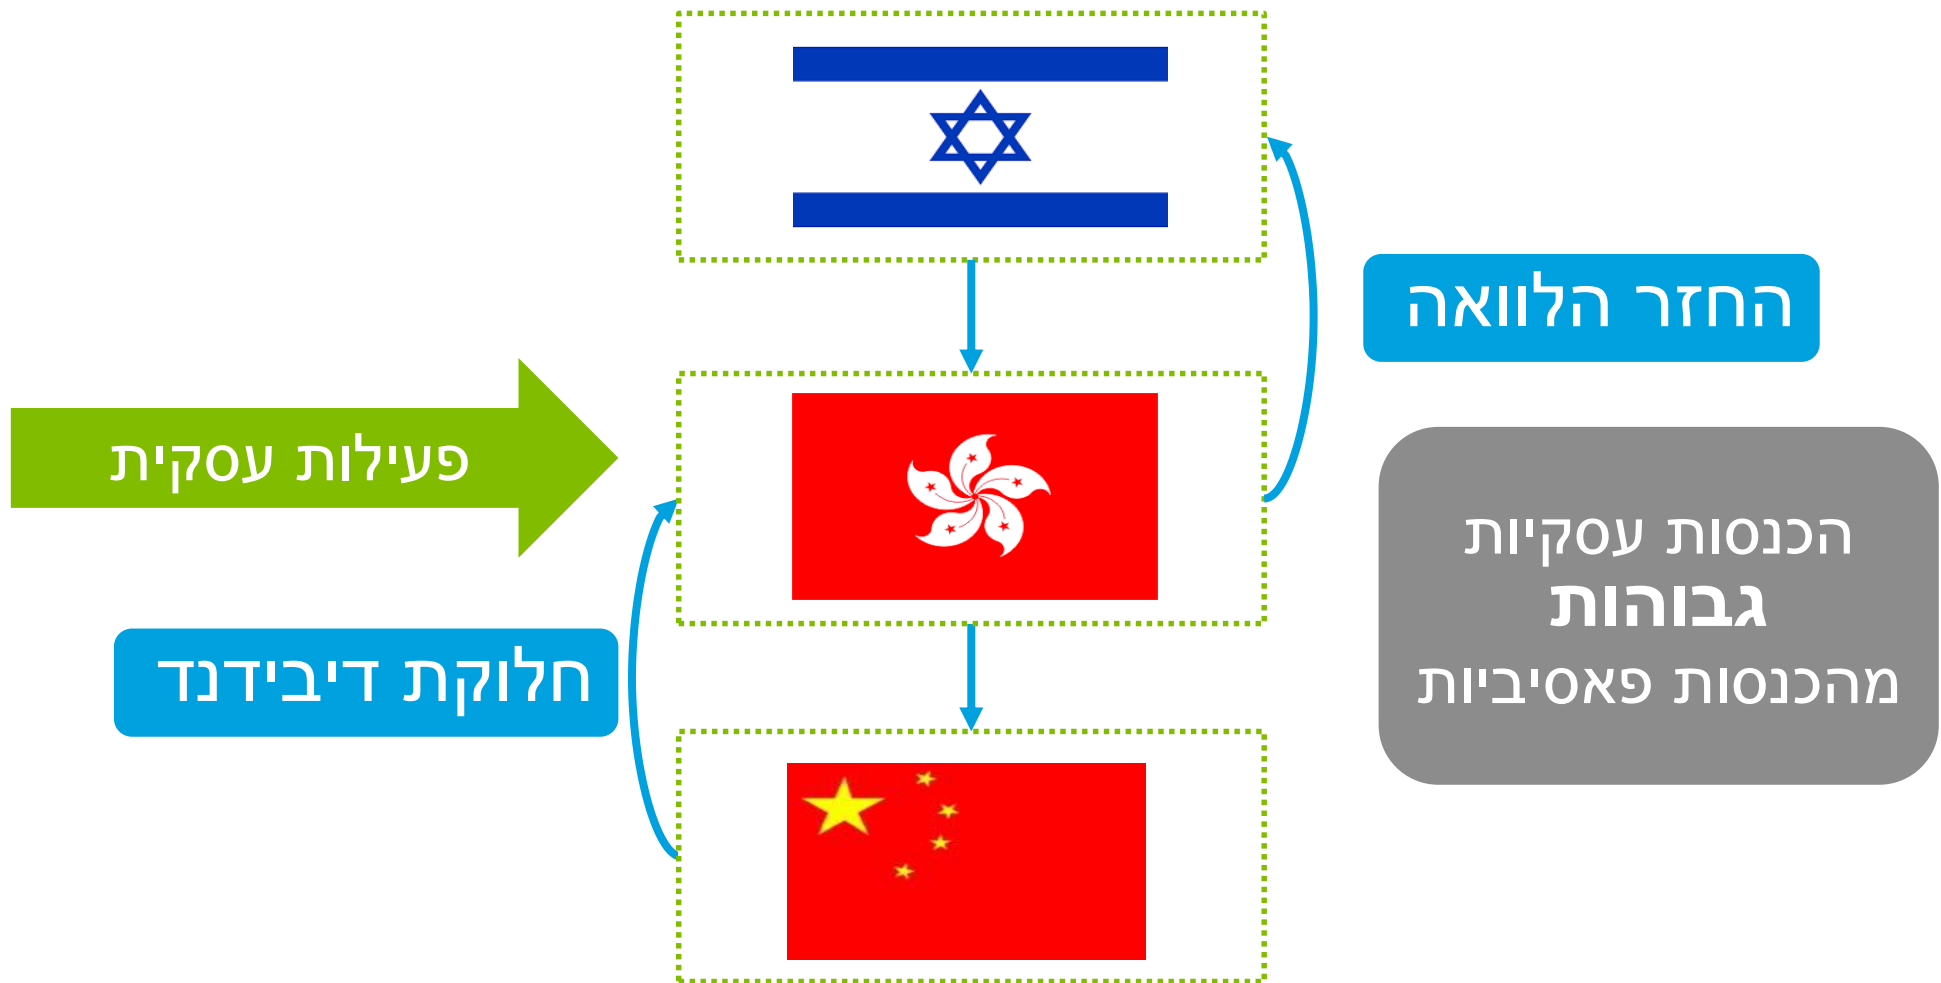 החזר הלוואה
פעילות עסקית
הכנסות עסקיות
גבוהות
מהכנסות פאסיביות
חלוקת דיבידנד